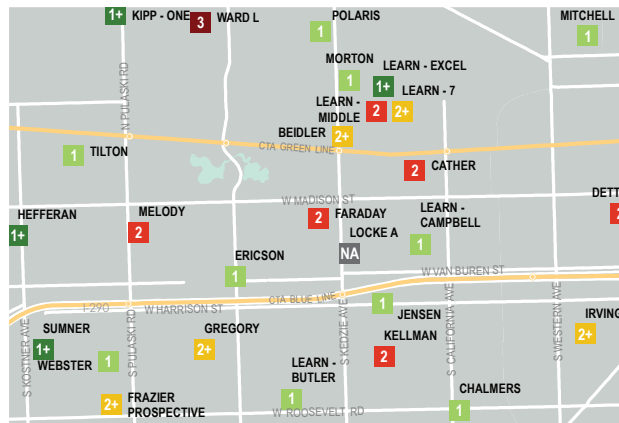 1+ KIPP - ONE
3 WARD L
POLARIS
1
MITCHELL
1
N PULASKI RD
MORTON
1
LEARN - EXCEL
1+
LEARN - 7
2+
LEARN -
MIDDLE
2
BEIDLER
2+
CTA GREEN LINE
1
TILTON
CATHER
2
W MADISON ST
HEFFERAN
1+
MELODY
2
2
FARADAY
LOCKE A
NA
LEARN -
CAMPBELL
1
DETT
2
ERICSON
1
W VAN BUREN ST
CTA BLUE LINE
I-290
W HARRISON ST
JENSEN
1
KELLMAN
2
IRVING
2+
SUMNER
1+
WEBSTER
1
GREGORY
2+
LEARN -
BUTLER
1
FRAZIER
PROSPECTIVE
2+
CHALMERS
1
W ROOSEVELT RD
S KOSTNER AVE
S PULASKI RD
S KEDZIE AVE
S CALIFORNIA AVE
S WESTERN AVE